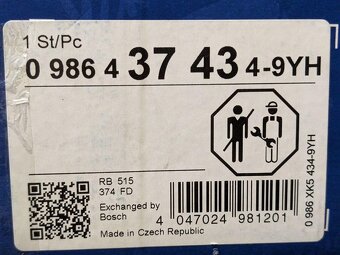 1 St/Pc
0 986 4 37 43 4-9YH
RB 515
374 FD
Exchanged by
Bosch
Made in Czech Republic
4 047024 981201
0 986 XK5 434-9YH